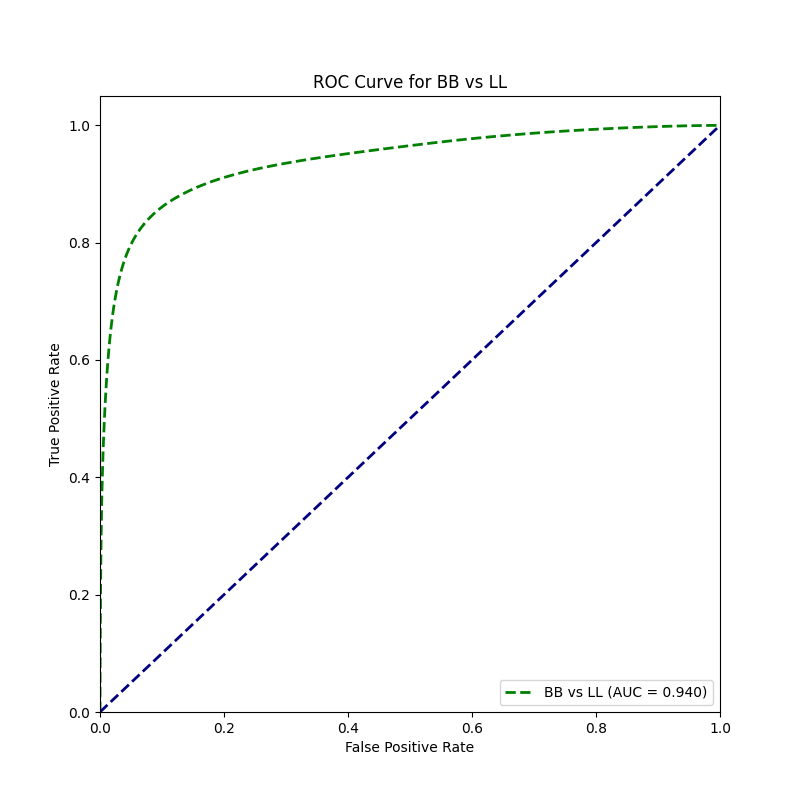 ROC Curve for BB vs LL
True Positive Rate
1.0
0.8
0.6
0.4
0.2
0.0
0.0 0.2 0.4 0.6 0.8 1.0
False Positive Rate
BB vs LL (AUC = 0.940)